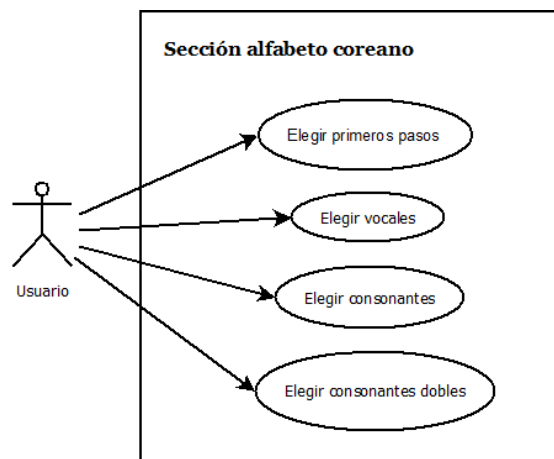 Sección alfabeto coreano
Elegir primeros pasos
Elegir vocales
Usuario
Elegir consonantes
Elegir consonantes dobles